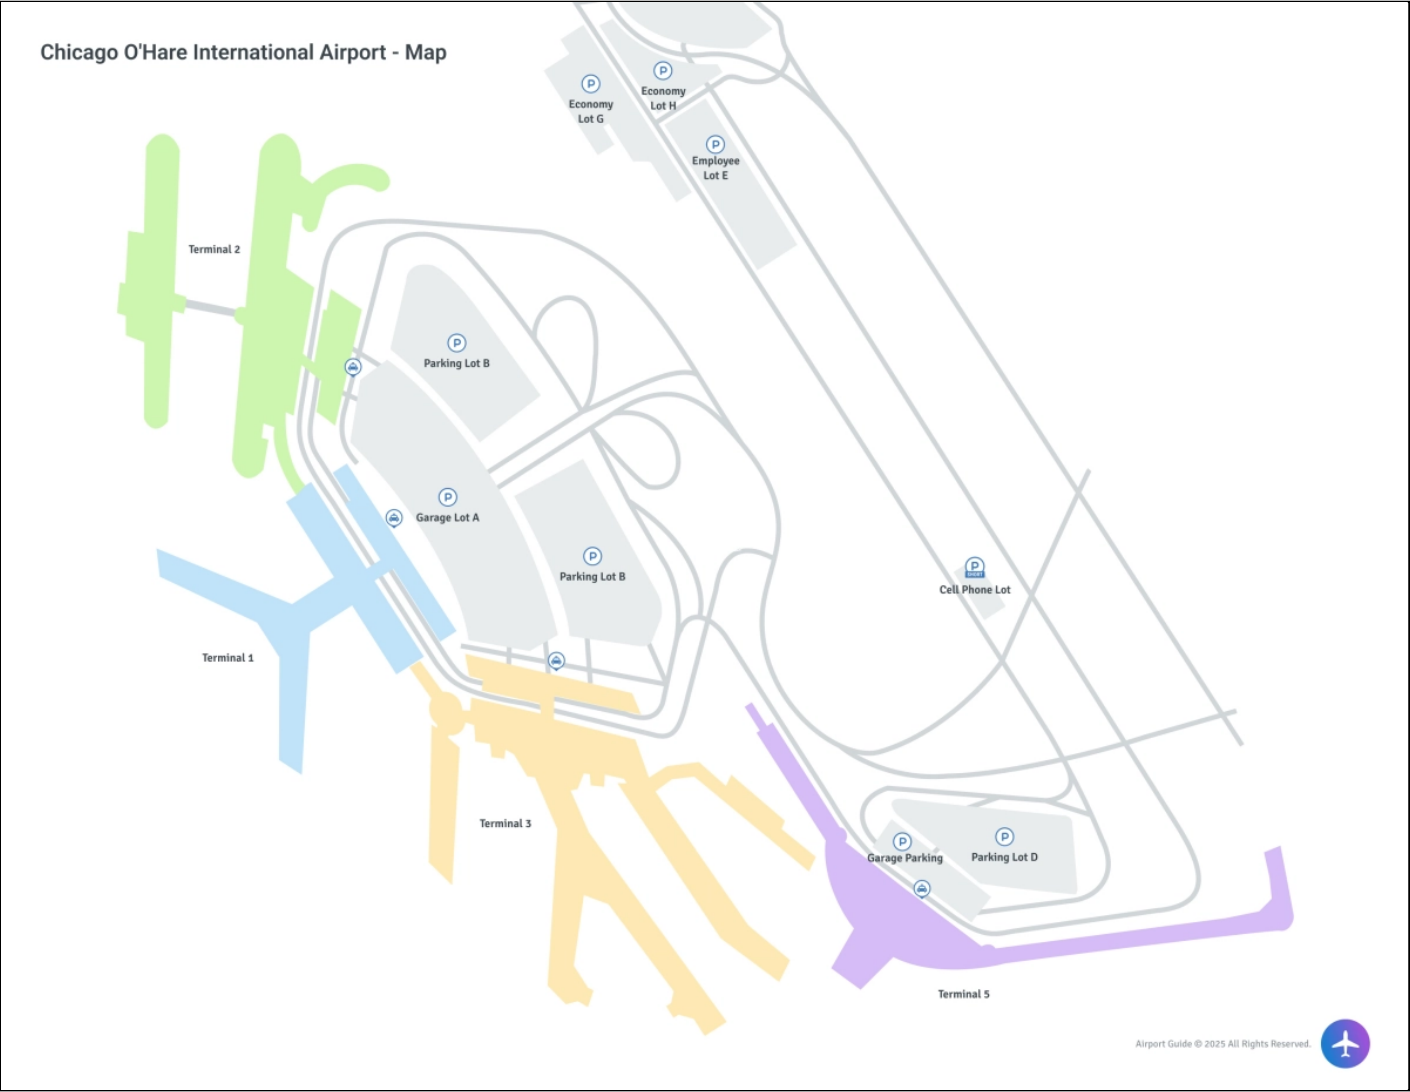 Chicago O'Hare International Airport - Map
P
Economy
Lot G
P
Economy
Lot H
P
Employee
Lot E
Terminal 2
P
Parking Lot B
P
Garage Lot A
P
Parking Lot B
P
Cell Phone Lot
Terminal 1
Terminal 3
P
Garage Parking
P
Parking Lot D
Terminal 5
Airport Guide © 2025 All Rights Reserved.